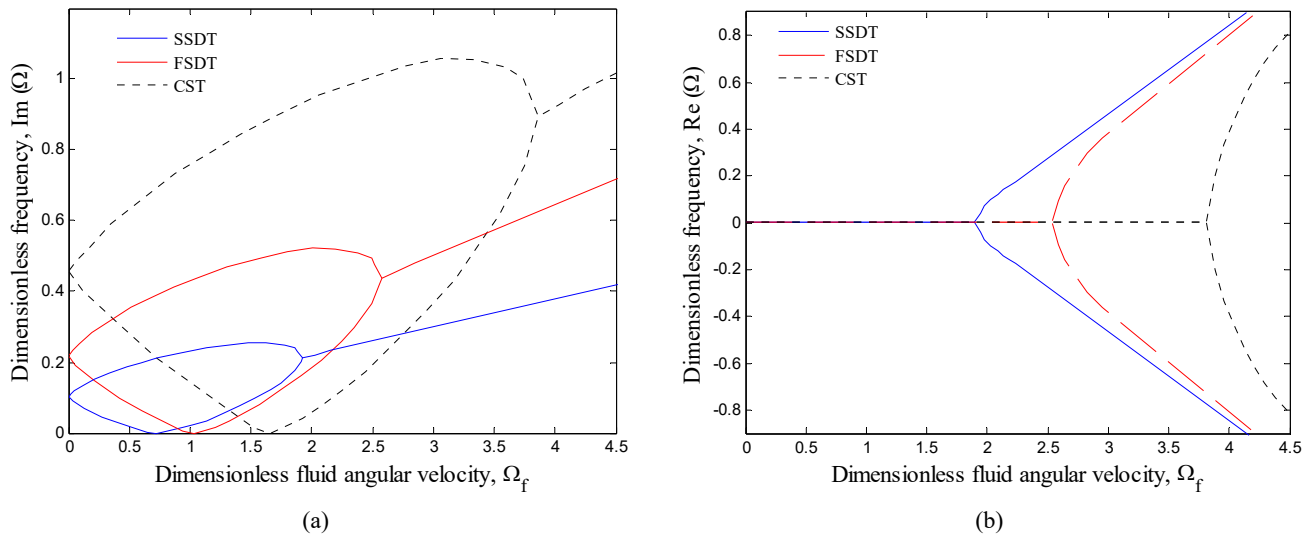 SSDT
FSDT
CST
Dimensionless frequency, Im (Ω)
1
0.8
0.6
0.4
0.2
0
0 0.5 1 1.5 2 2.5 3 3.5 4 4.5
Dimensionless fluid angular velocity, Ωf
(a)
SSDT
FSDT
CST
Dimensionless frequency, Re (Ω)
0.8
0.6
0.4
0.2
0
-0.2
-0.4
-0.6
-0.8
0 0.5 1 1.5 2 2.5 3 3.5 4 4.5
Dimensionless fluid angular velocity, Ωf
(b)